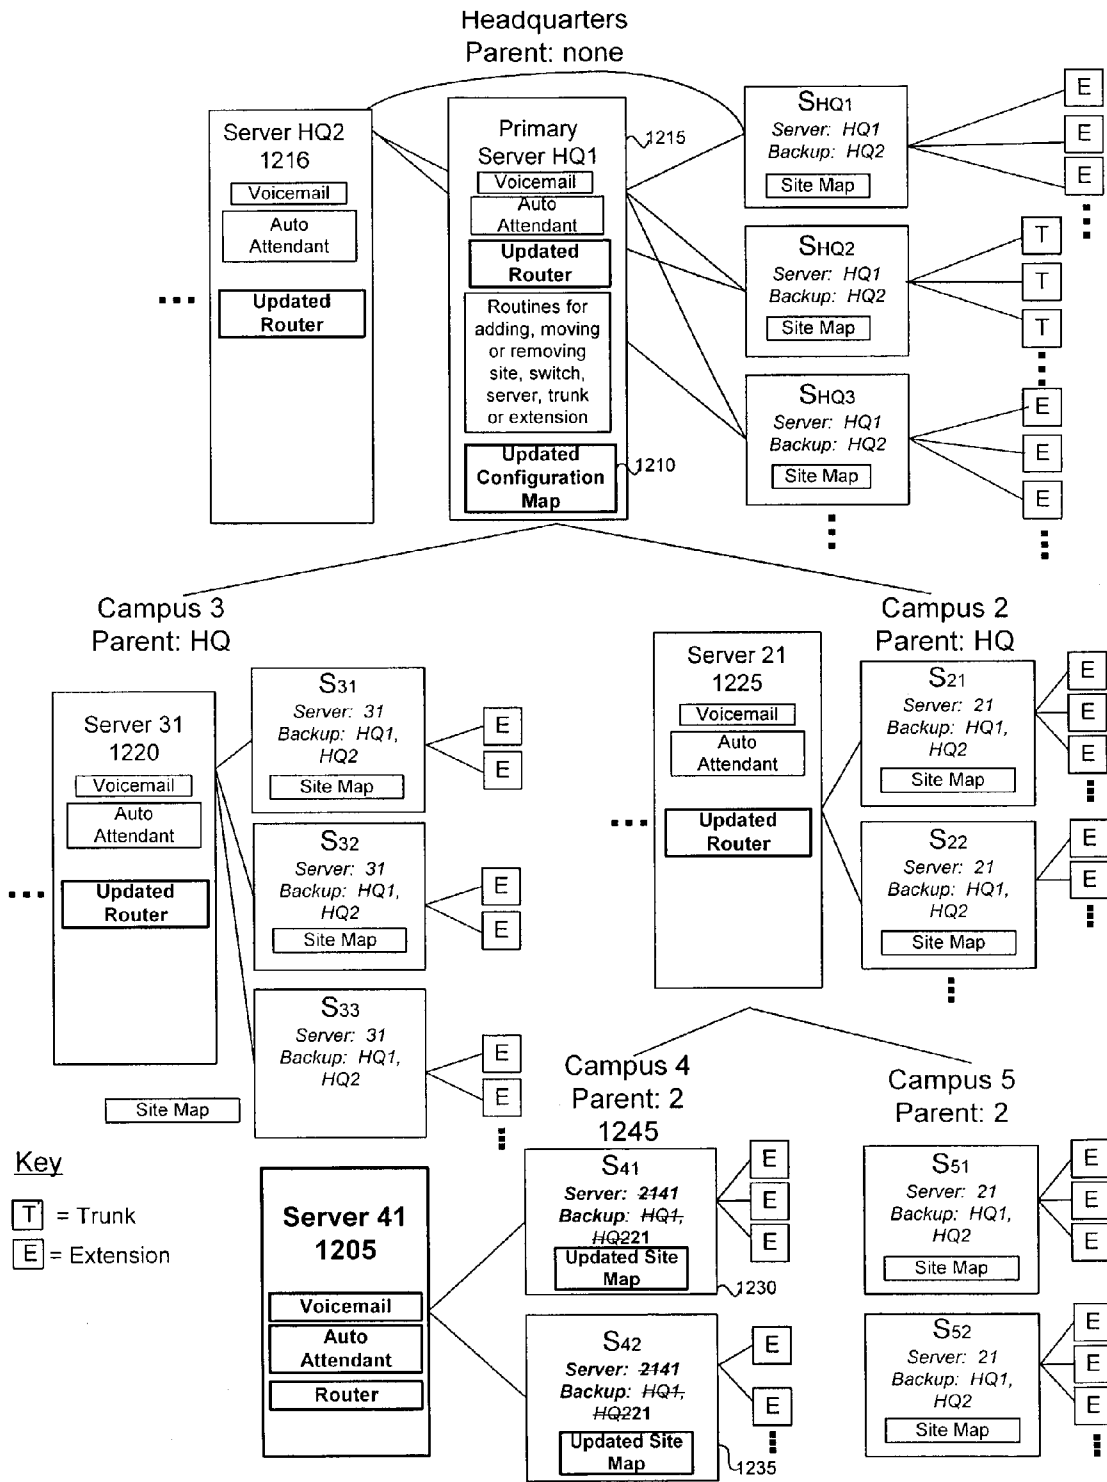 Headquarters
Parent: none
Server HQ2
1216
Voicemail
Auto
Attendant
Updated
Router
Primary
Server HQ1
Voicemail
Auto
Attendant
Updated
Router
Routines for
adding, moving
or removing
site, switch,
server, trunk
or extension
Updated
Configuration
Map
1215
1210
SHQ1
Server: HQ1
Backup: HQ2
Site Map
E
E
E
SHQ2
Server: HQ1
Backup: HQ2
Site Map
T
T
T
SHQ3
Server: HQ1
Backup: HQ2
Site Map
E
E
E
Campus 3
Parent: HQ
Server 31
1220
Voicemail
Auto
Attendant
Updated
Router
S31
Server: 31
Backup: HQ1,
HQ2
Site Map
E
E
S32
Server: 31
Backup: HQ1,
HQ2
Site Map
E
E
S33
Server: 31
Backup: HQ1,
HQ2
Site Map
E
E
Campus 2
Parent: HQ
Server 21
1225
Voicemail
Auto
Attendant
Updated
Router
S21
Server: 21
Backup: HQ1,
HQ2
Site Map
E
E
E
S22
Server: 21
Backup: HQ1,
HQ2
Site Map
E
E
Campus 4
Parent: 2
1245
Server 41
1205
Voicemail
Auto
Attendant
Router
S41
Server: 2141
Backup: HQ1,
HQ221
Updated Site
Map
1230
E
E
E
S42
Server: 2141
Backup: HQ1,
HQ221
Updated Site
Map
1235
E
E
Campus 5
Parent: 2
S51
Server: 21
Backup: HQ1,
HQ2
Site Map
E
E
E
S52
Server: 21
Backup: HQ1,
HQ2
Site Map
E
E
E
Key
T = Trunk
E = Extension